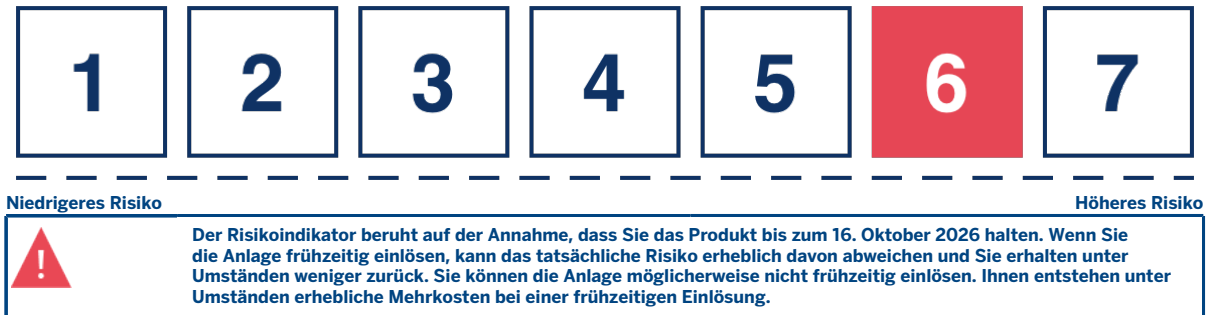 1 2 3 4 5 6 7
Niedrigeres Risiko Höheres Risiko
!
Der Risikoindikator beruht auf der Annahme, dass Sie das Produkt bis zum 16. Oktober 2026 halten. Wenn Sie
die Anlage frühzeitig einlösen, kann das tatsächliche Risiko erheblich davon abweichen und Sie erhalten unter
Umständen weniger zurück. Sie können die Anlage möglicherweise nicht frühzeitig einlösen. Ihnen entstehen unter
Umständen erhebliche Mehrkosten bei einer frühzeitigen Einlösung.